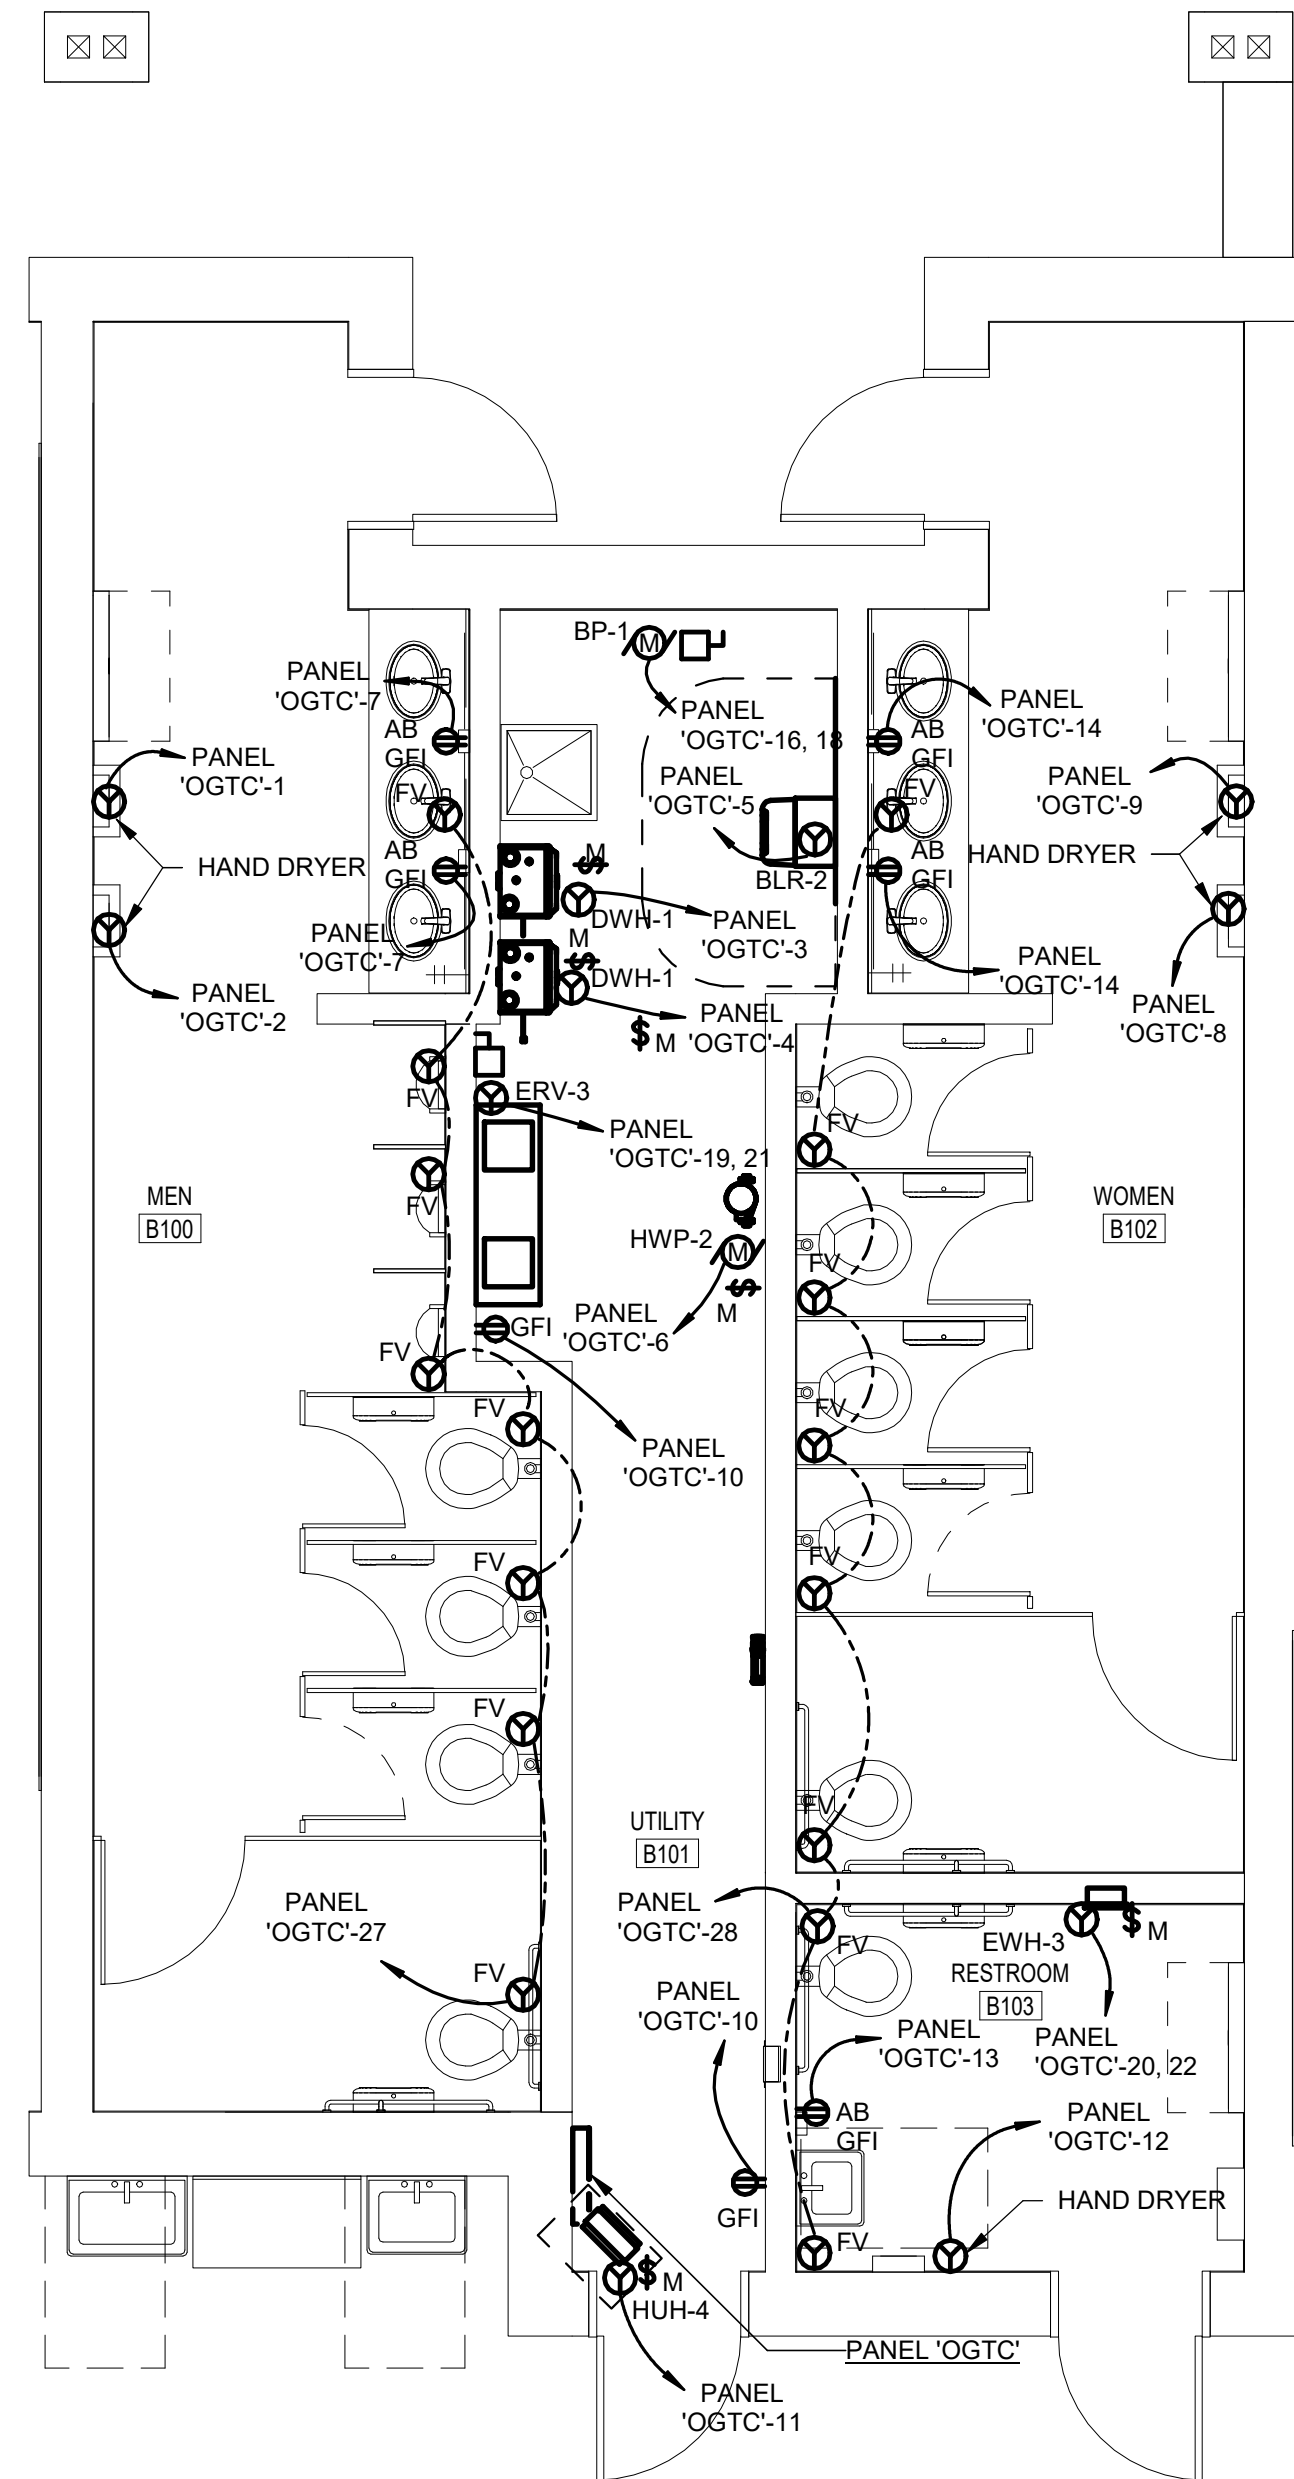 BP-1
M
PANEL
'OGTC'-7
PANEL
'OGTC'-16, 18
PANEL
'OGTC'-14
AB
GFI
AB
GFI
PANEL
'OGTC'-1
PANEL
'OGTC'-5
PANEL
'OGTC'-9
FV
FV
HAND DRYER
AB
GFI
M
$
BLR-2
AB
GFI
HAND DRYER
DWH-1
PANEL
'OGTC'-3
PANEL
'OGTC'-7
M
$
DWH-1
PANEL
'OGTC'-14
PANEL
'OGTC'-2
PANEL
'OGTC'-4
$ M
PANEL
'OGTC'-8
FV
ERV-3
FV
PANEL
'OGTC'-19, 21
MEN
B100
FV
WOMEN
B102
HWP-2
M
$
M
FV
PANEL
'OGTC'-6
GFI
FV
FV
FV
PANEL
'OGTC'-10
FV
FV
FV
UTILITY
B101
FV
PANEL
'OGTC'-27
PANEL
'OGTC'-28
FV
$ M
EWH-3
RESTROOM
B103
FV
PANEL
'OGTC'-10
PANEL
'OGTC'-13
PANEL
'OGTC'-20, 22
AB
GFI
PANEL
'OGTC'-12
GFI
HAND DRYER
FV
$ M
HUH-4
PANEL 'OGTC'
PANEL
'OGTC'-11